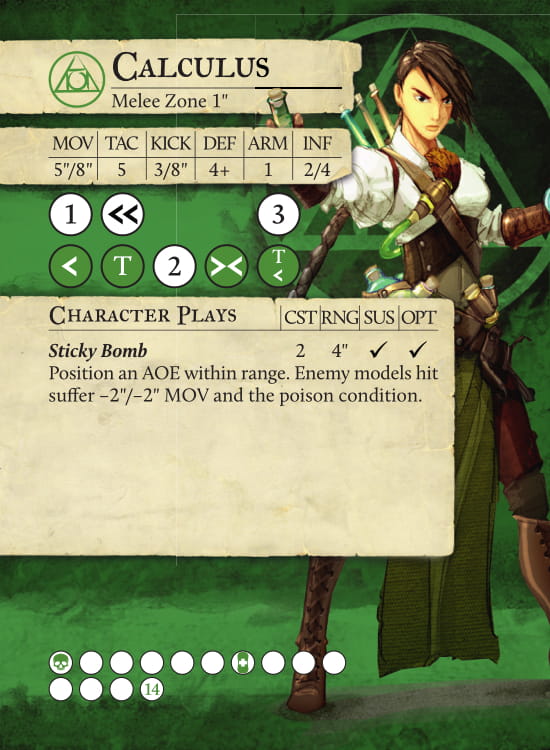 Calculus
Melee Zone 1"
MOV TAC KICK DEF ARM INF
5"/8" 5 3/8" 4+ 1 2/4
1 << 3
< T 2 >< T <
Character Plays CST RNG SUS OPT
Sticky Bomb 2 4" ✓ ✓
Position an AOE within range. Enemy models hit
suffer –2"/–2" MOV and the poison condition.
14